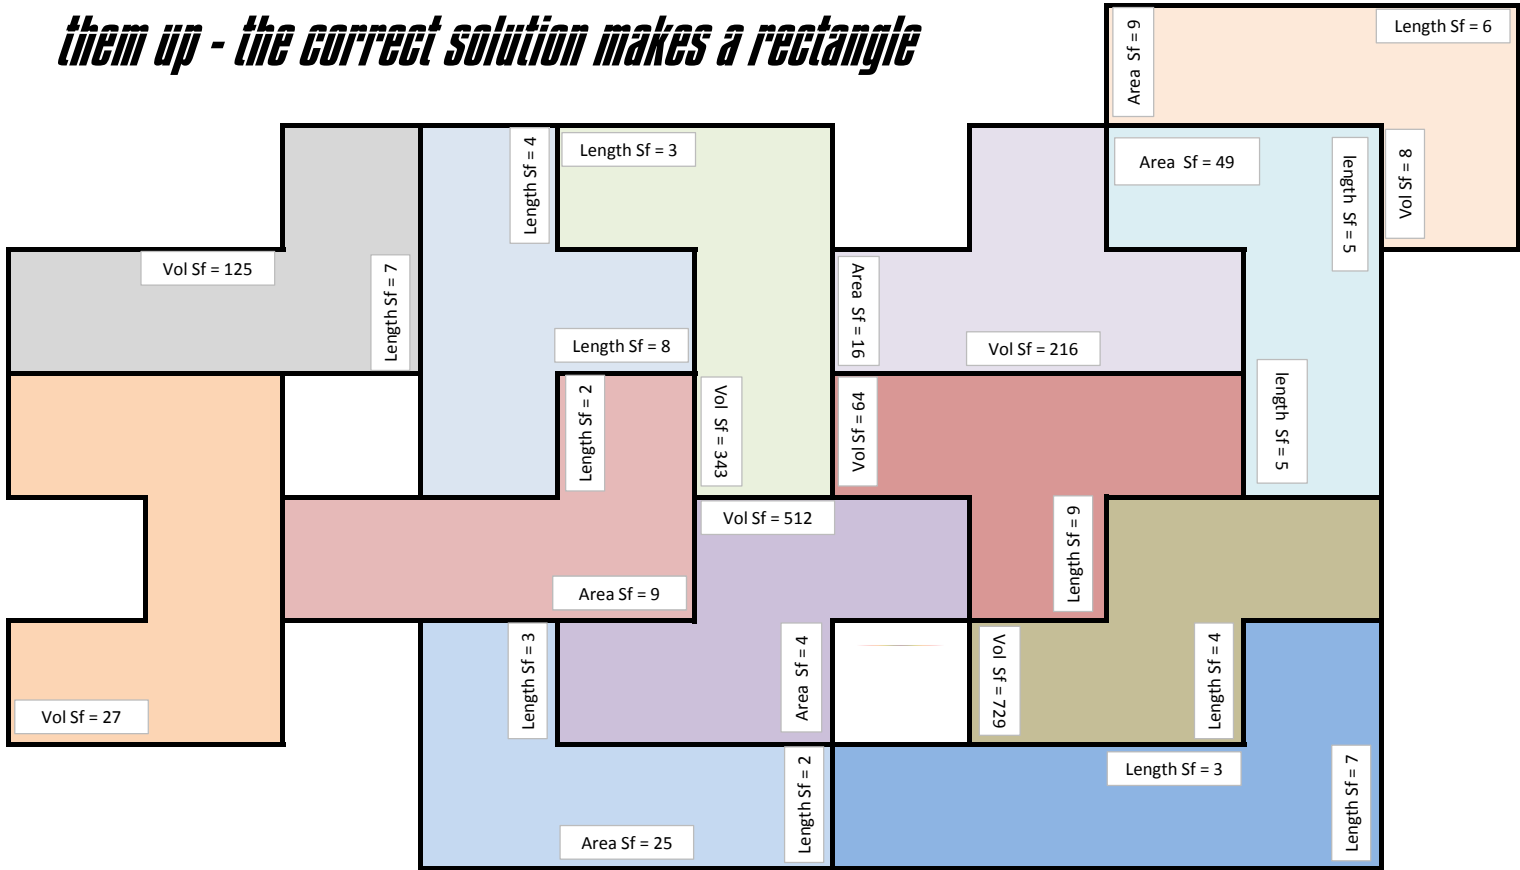 them up - the correct solution makes a rectangle
Area Sf = 9
Length Sf = 6
Length Sf = 4
Length Sf = 3
Area Sf = 49
length Sf = 5
Vol Sf = 8
Vol Sf = 125
Length Sf = 7
Length Sf = 8
Area Sf = 16
Vol Sf = 216
Length Sf = 2
Vol Sf = 343
Vol Sf = 64
length Sf = 5
Vol Sf = 512
Length Sf = 9
Area Sf = 9
Vol Sf = 27
Length Sf = 3
Area Sf = 4
Vol Sf = 729
Length Sf = 4
Area Sf = 25
Length Sf = 2
Length Sf = 3
Length Sf = 7